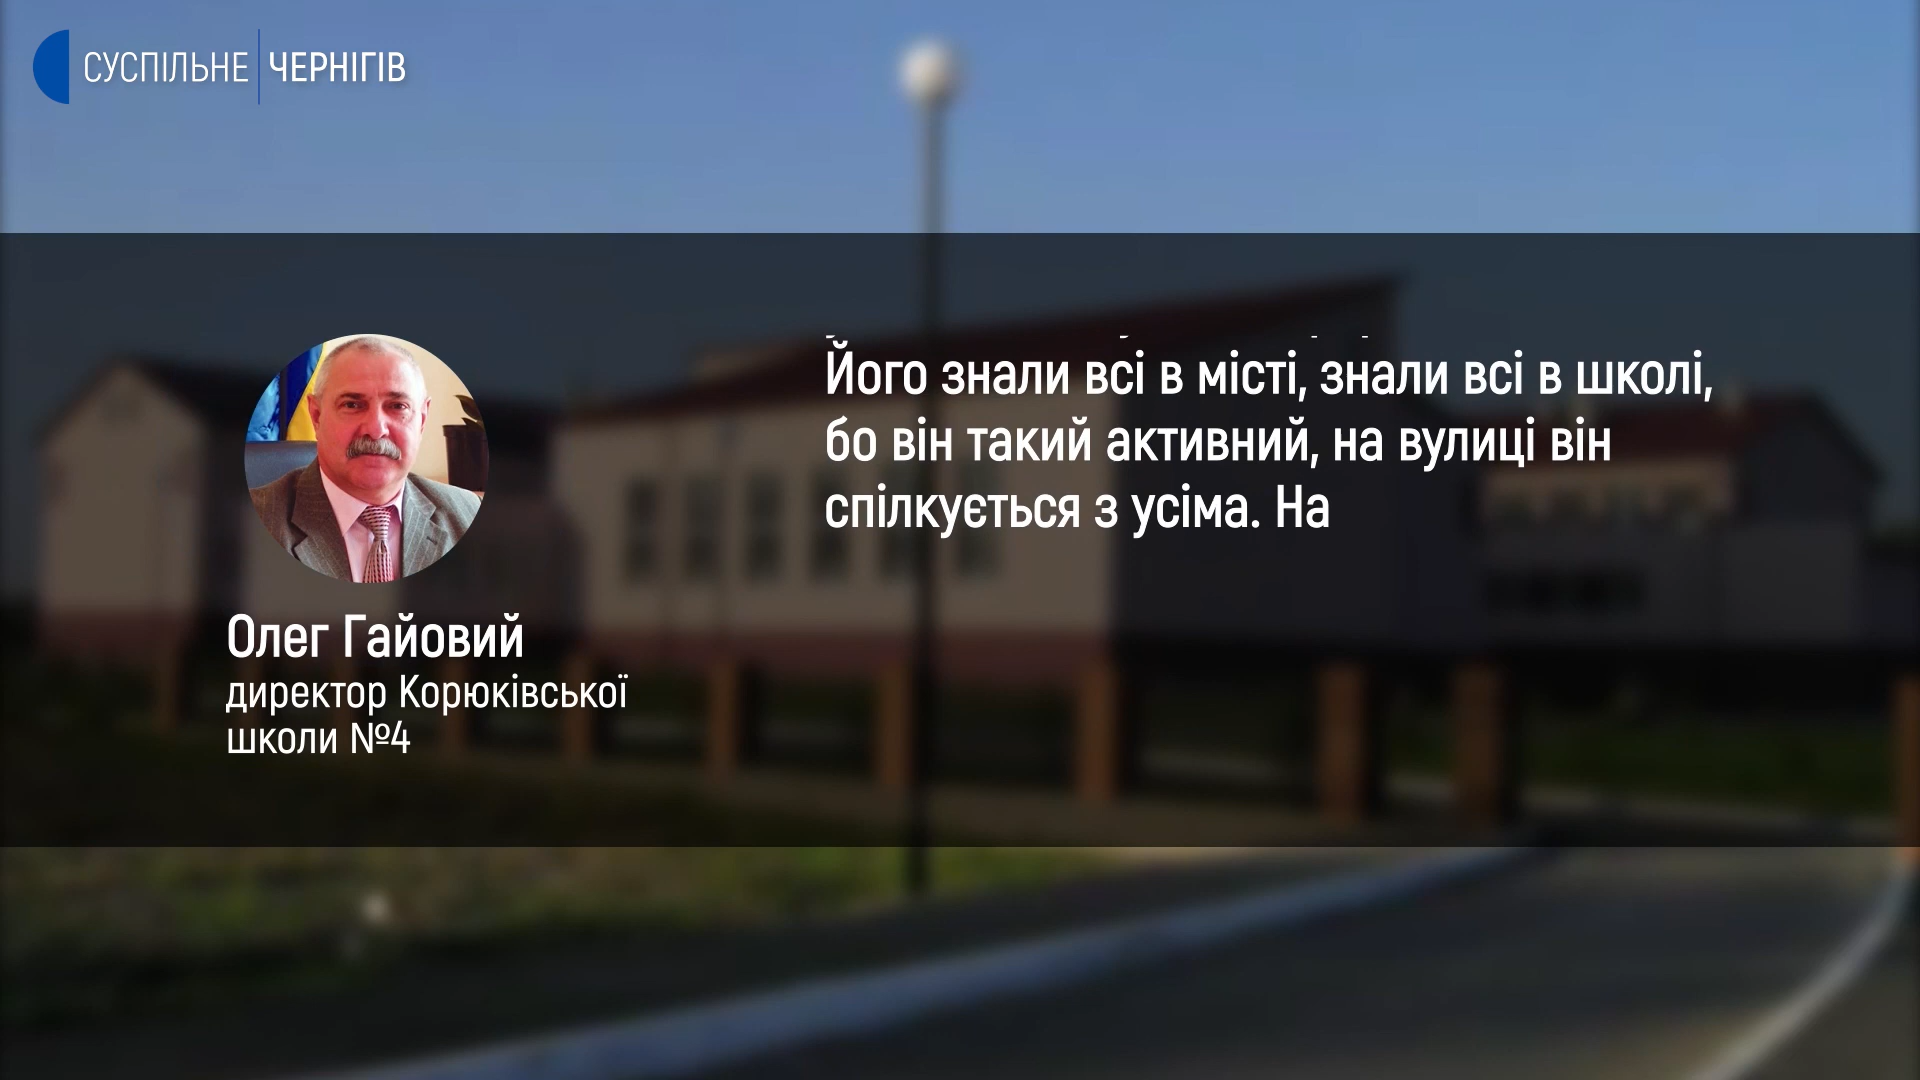 СУСПІЛЬНЕ ЧЕРНІГІВ
Його знали всі в місті, знали всі в школі,
бо він такий активний, на вулиці він
спілкується з усіма. На
Олег Гайовий
директор Корюківської
школи №4